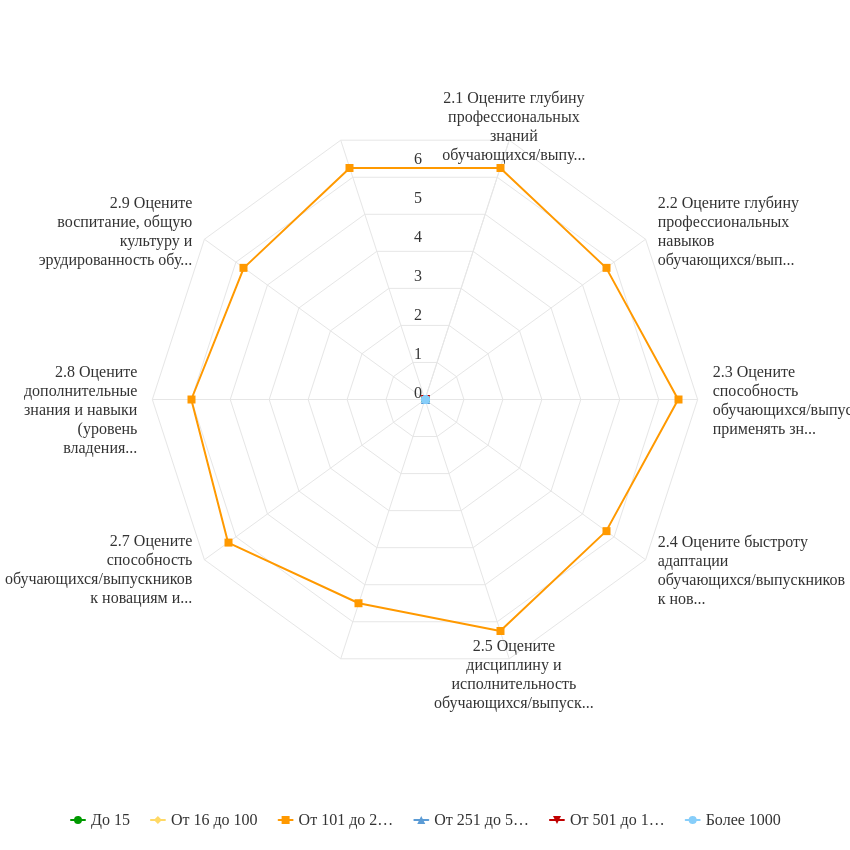 2.1 Оцените глубину
профессиональных
знаний
обучающихся/выпу...
2.2 Оцените глубину
профессиональных
навыков
обучающихся/вып...
2.3 Оцените
способность
обучающихся/выпус
применять зн...
2.4 Оцените быстроту
адаптации
обучающихся/выпускников
к нов...
2.5 Оцените
дисциплину и
исполнительность
обучающихся/выпуск...
2.7 Оцените
способность
обучающихся/выпускников
к новациям и...
2.8 Оцените
дополнительные
знания и навыки
(уровень
владения...
2.9 Оцените
воспитание, общую
культуру и
эрудированность обу...
6
5
4
3
2
1
0
До 15
От 16 до 100
От 101 до 2…
От 251 до 5…
От 501 до 1…
Более 1000